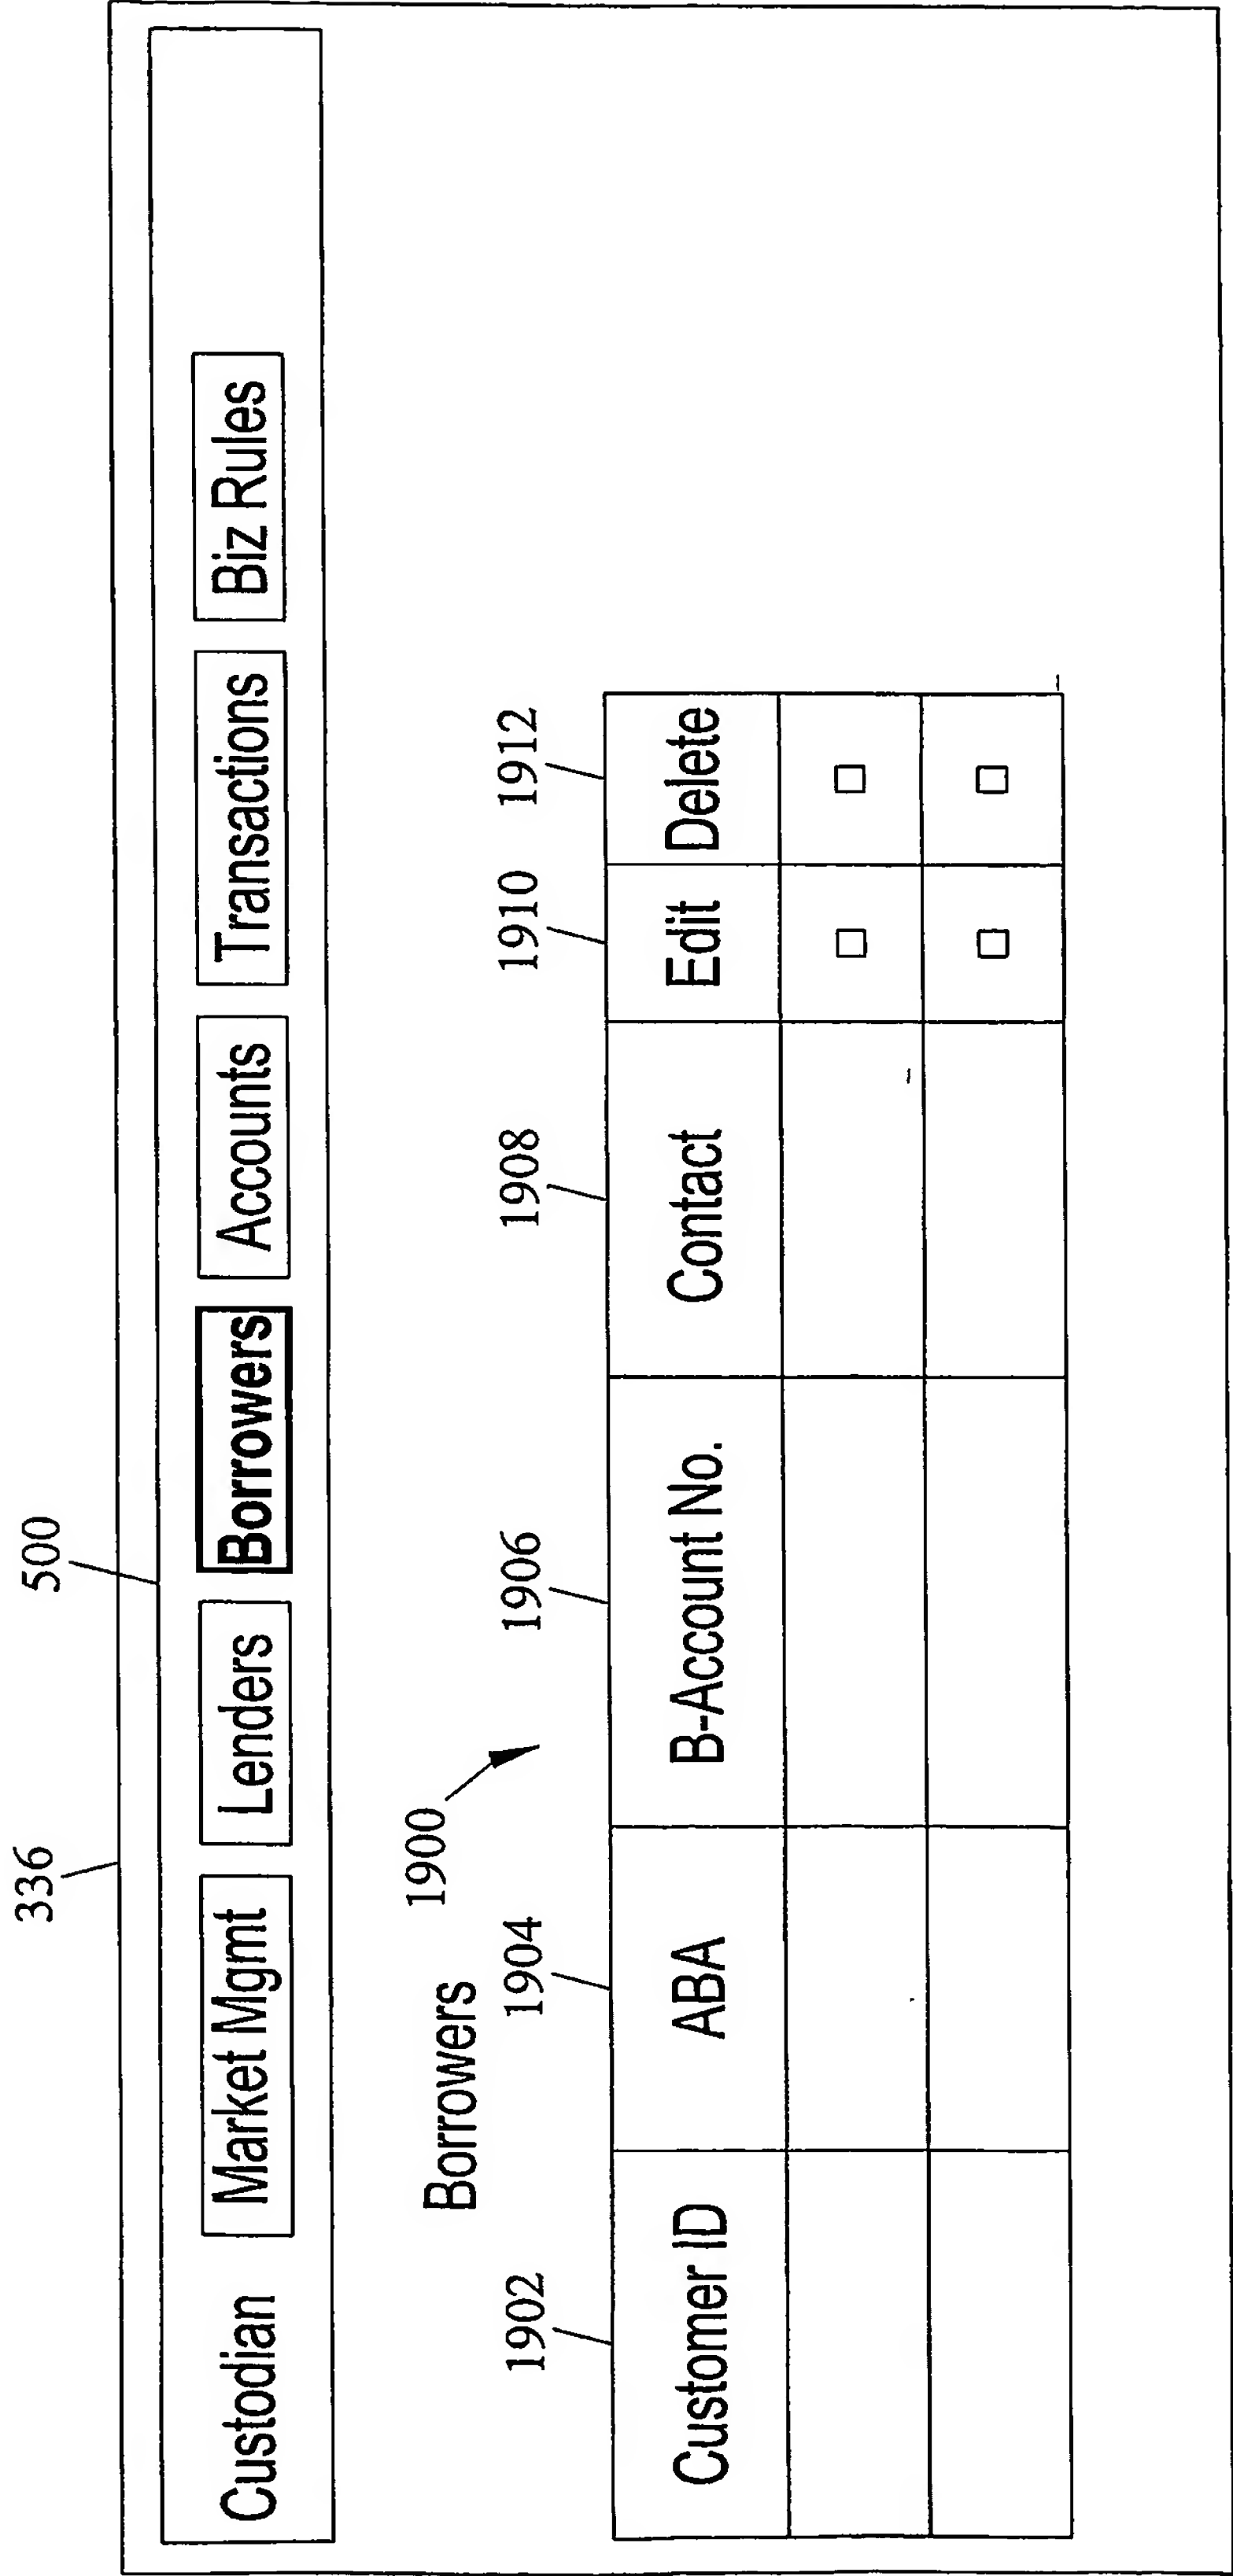 336 500
Custodian Market Mgmt Lenders Borrowers Accounts Transactions Biz Rules
Borrowers 1900
1902 1904 1906 1908 1910 1912
Customer ID ABA B-Account No. Contact Edit Delete